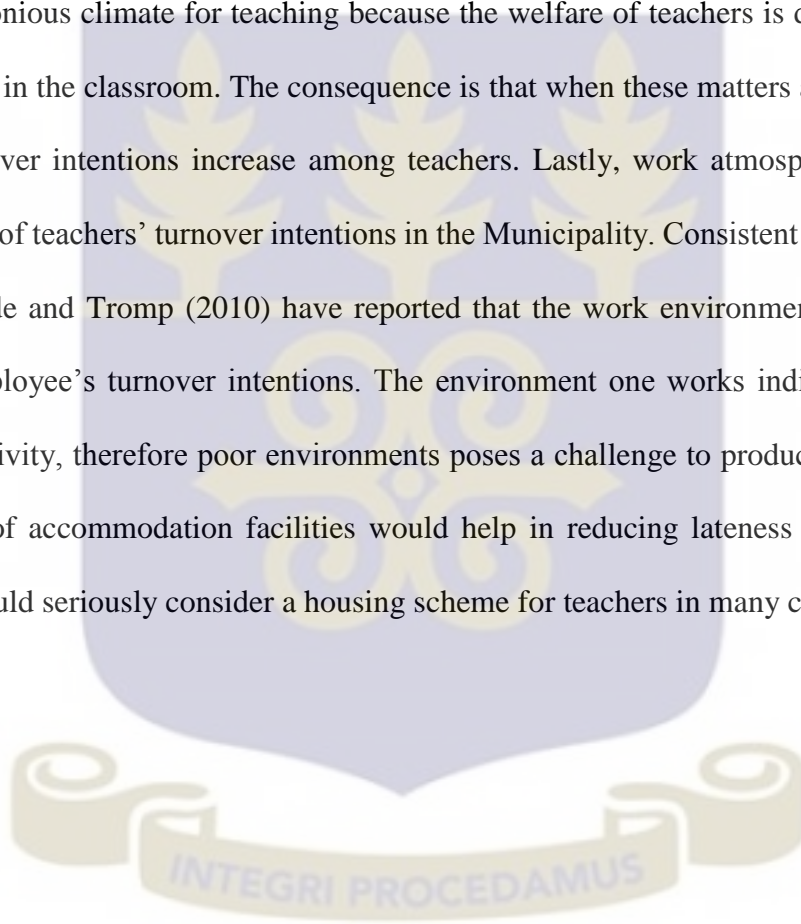 onious climate for teaching because the welfare of teachers is
in the classroom. The consequence is that when these matters
ver intentions increase among teachers. Lastly, work atmosp
of teachers’ turnover intentions in the Municipality. Consistent
de and Tromp (2010) have reported that the work environmen
ployee’s turnover intentions. The environment one works indi
ivity, therefore poor environments poses a challenge to produc
of accommodation facilities would help in reducing lateness
uld seriously consider a housing scheme for teachers in many c
INTEGRI PROCEDAMUS